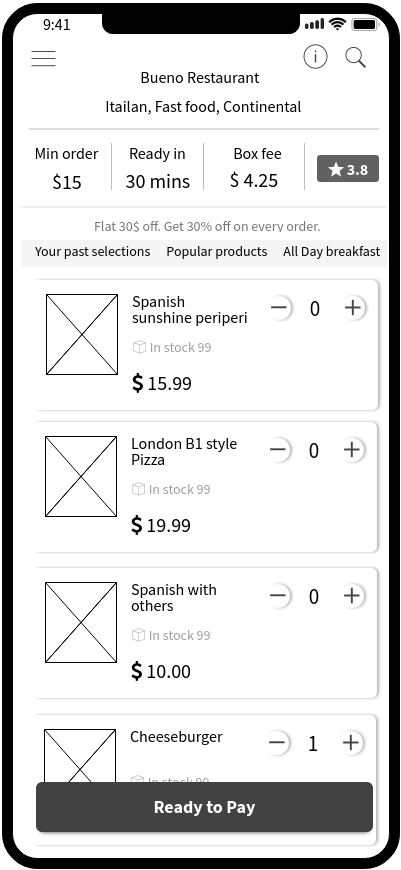 9:41
Bueno Restaurant
Itailan, Fast food, Continental
Min order Ready in Box fee
$15 30 mins $ 4.25 3.8
Flat 30$ off. Get 30% off on every order.
Your past selections Popular products All Day breakfast
Spanish
sunshine periperi
0
In stock 99
$ 15.99
London B1 style
Pizza
0
In stock 99
$ 19.99
Spanish with
others
0
In stock 99
$ 10.00
Cheeseburger
1
In stock 99
Ready to Pay